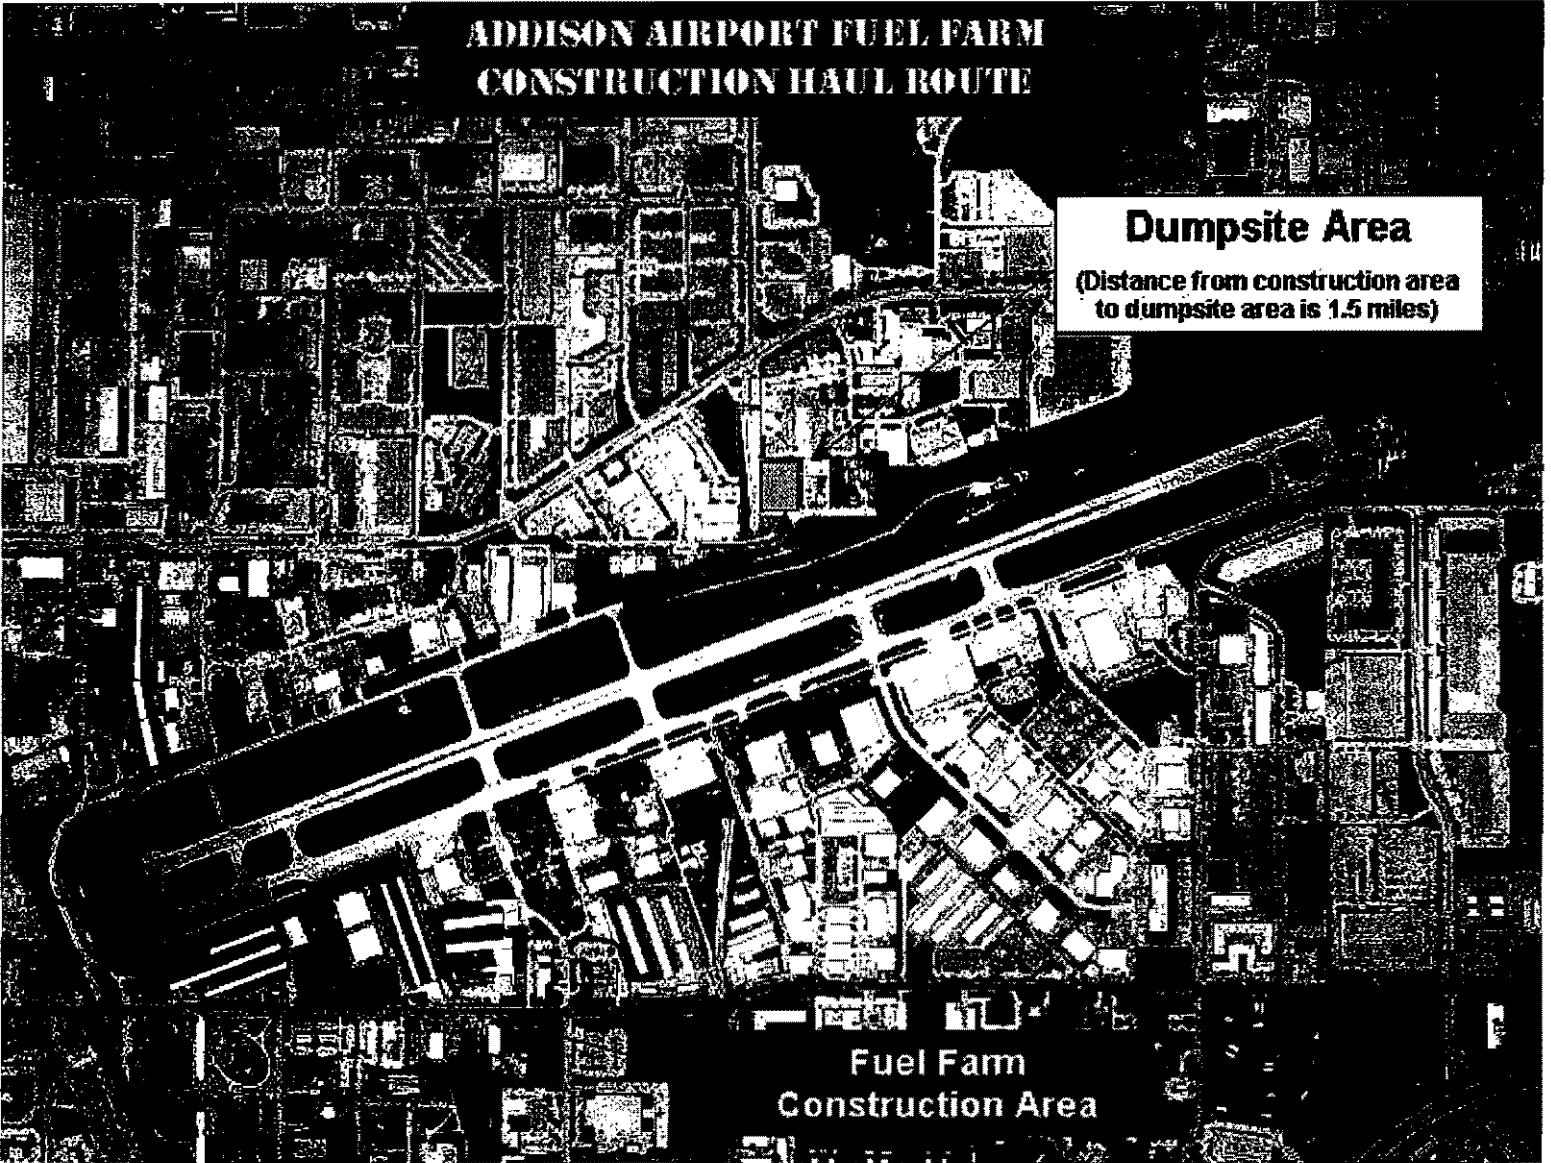 ADDISON AIRPORT FUEL FARM
CONSTRUCTION HAUL ROUTE
Dumpsite Area
(Distance from construction area
to dumpsite area is 1.5 miles)
Fuel Farm
Construction Area